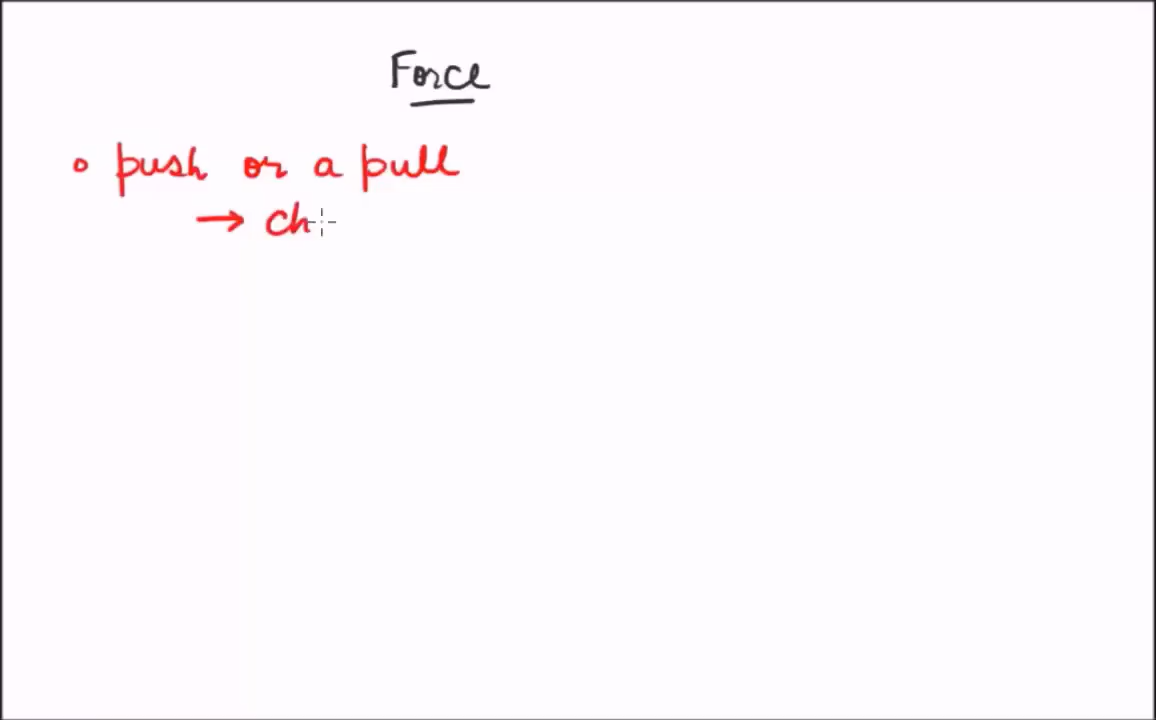 Force
push or a pull
→ ch